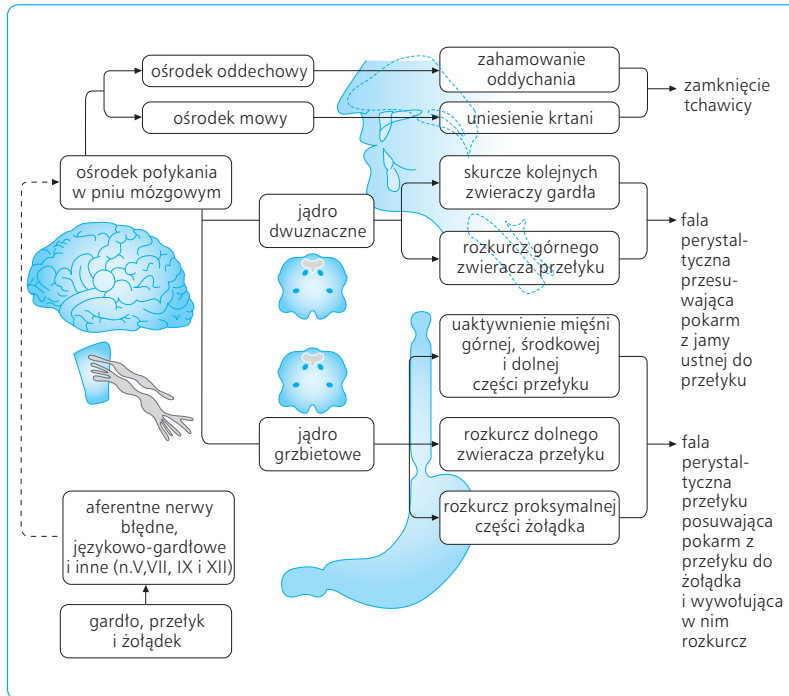 ośrodek oddechowy
zahamowanie
oddychania
zamknięcie
tchawicy
ośrodek mowy
uniesienie krtani
ośrodek połykania
w pniu mózgowym
jądro
dwuznaczne
skurcze kolejnych
zwieraczy gardła
rozkurcz górnego
zwieracza przełyku
fala
perystal-
tyczna
przesu-
wająca
pokarm
z jamy
ustnej do
przełyku
uaktywnienie mięśni
górnej, środkowej
i dolnej
części przełyku
jądro
grzbietowe
rozkurcz dolnego
zwieracza przełyku
rozkurcz proksymalnej
części żołądka
fala
perystal-
tyczna
przełyku
posuwająca
pokarm z
przełyku do
żołądka
i wywołująca
w nim
rozkurcz
aferentne nerwy
błędne,
językowo-gardłowe
i inne (n.V,VII, IX i XII)
gardło, przełyk
i żołądek